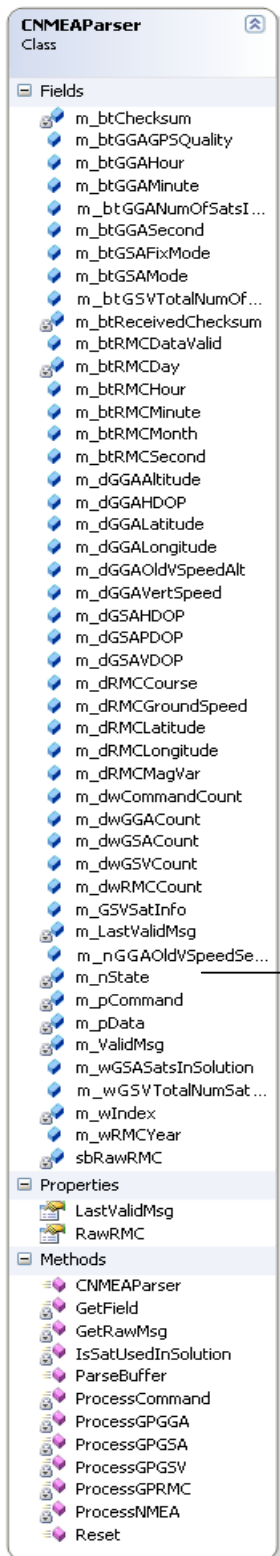 CNMEAParser
Class
Fields
m_btChecksum
m_btGGAGPSQuality
m_btGGAHour
m_btGGAMinute
m_btGGANumOfSatsI...
m_btGGASecond
m_btGSAFixMode
m_btGSAMode
m_btGSVTotalNumOf...
m_btReceivedChecksum
m_btRMCDataValid
m_btRMCDay
m_btRMCHour
m_btRMCMinute
m_btRMCMonth
m_btRMCSecond
m_dGGAAltitude
m_dGGAHDOP
m_dGGALatitude
m_dGGALongitude
m_dGGAOldVSpeedAlt
m_dGGAVertSpeed
m_dGSAHDOP
m_dGSAPDOP
m_dGSAVDOP
m_dRMCCourse
m_dRMCGroundSpeed
m_dRMCLatitude
m_dRMCLongitude
m_dRMCMagVar
m_dwCommandCount
m_dwGGACount
m_dwGSACount
m_dwGSVCount
m_dwRMCCount
m_GSVSatInfo
m_LastValidMsg
m_nGGAOldVSpeedSe...
m_nState
m_pCommand
m_pData
m_ValidMsg
m_wGSASatsInSolution
m_wGSVTotalNumSat...
m_wIndex
m_wRMCYear
sbRawRMC
Properties
LastValidMsg
RawRMC
Methods
CNMEAParser
GetField
GetRawMsg
IsSatUsedInSolution
ParseBuffer
ProcessCommand
ProcessGPGGA
ProcessGPGSA
ProcessGPGSV
ProcessGPRMC
ProcessNMEA
Reset